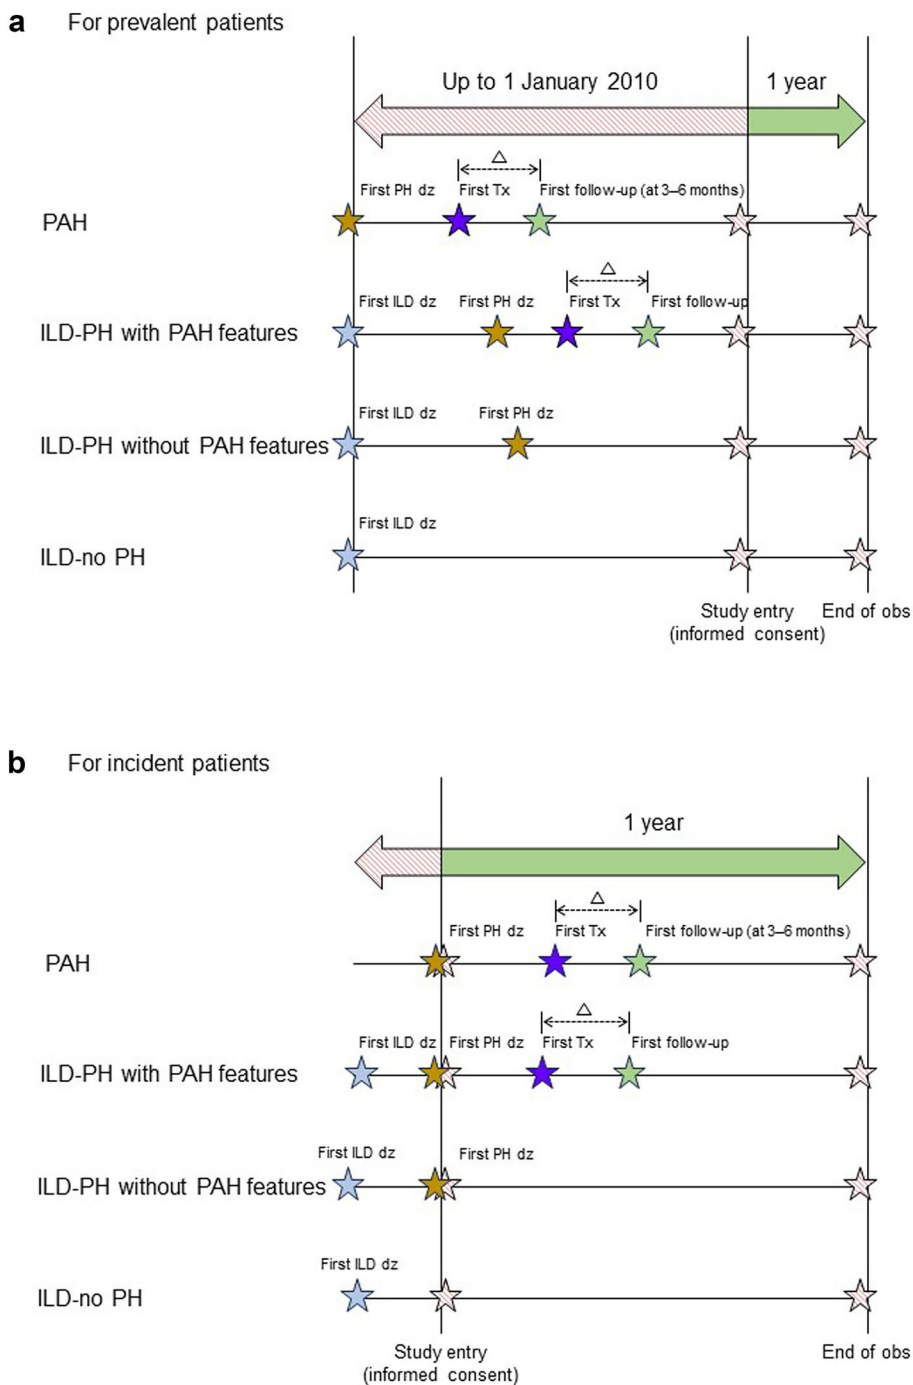 a For prevalent patients
Up to 1 January 2010 1 year
△
First PH dz First Tx First follow-up (at 3–6 months)
PAH
△
First ILD dz First PH dz First Tx First follow-up
ILD-PH with PAH features
First ILD dz First PH dz
ILD-PH without PAH features
First ILD dz
ILD-no PH
Study entry End of obs
(informed consent)
b For incident patients
1 year
△
First PH dz First Tx First follow-up (at 3–6 months)
PAH
△
First ILD dz First PH dz First Tx First follow-up
ILD-PH with PAH features
First ILD dz First PH dz
ILD-PH without PAH features
First ILD dz
ILD-no PH
Study entry End of obs
(informed consent)